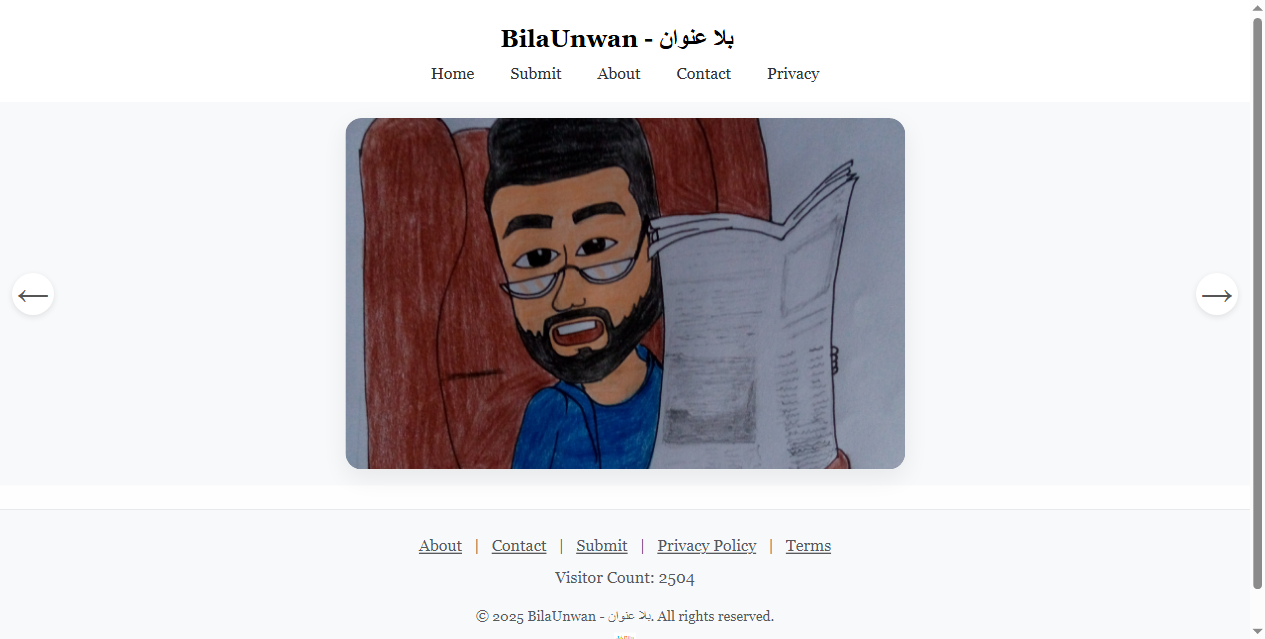 BilaUnwan - بلا عنوان
Home Submit About Contact Privacy
About | Contact | Submit | Privacy Policy | Terms
Visitor Count: 2504
© 2025 BilaUnwan - بلا عنوان. All rights reserved.